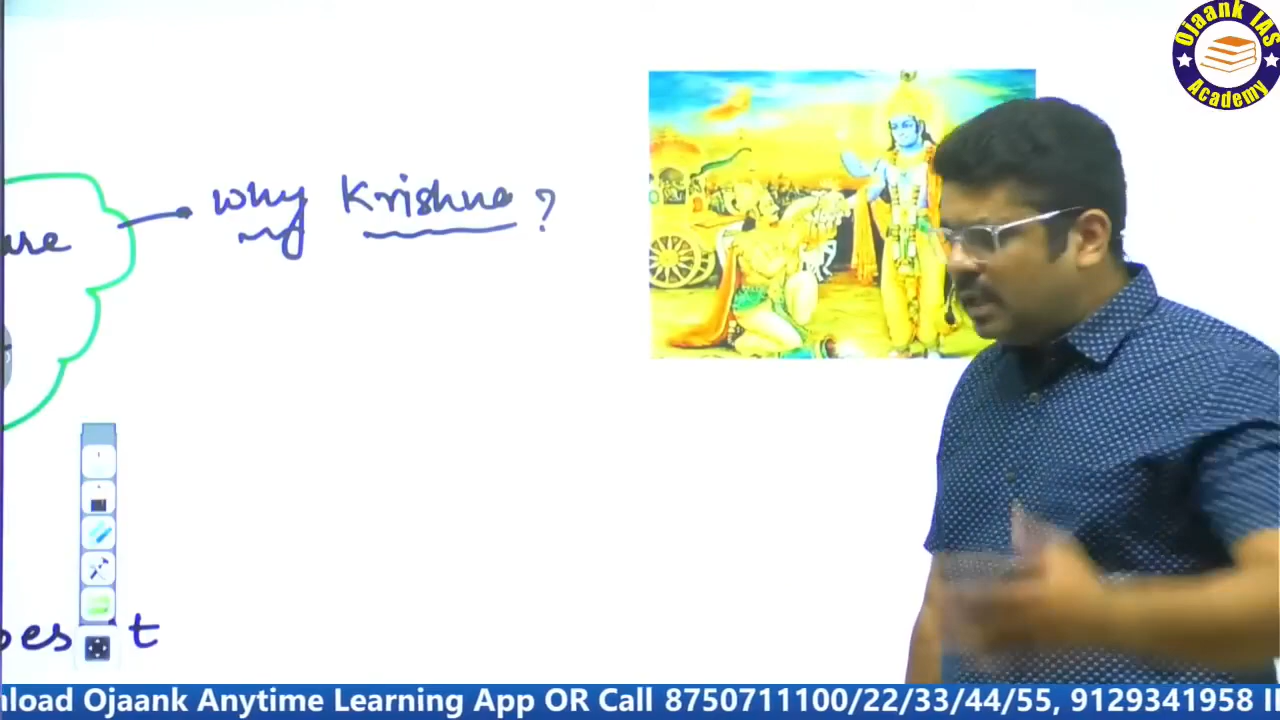 Ojaank IAS
Academy
why Krishna ?
t
nload Ojaank Anytime Learning App OR Call 8750711100/22/33/44/55, 9129341958